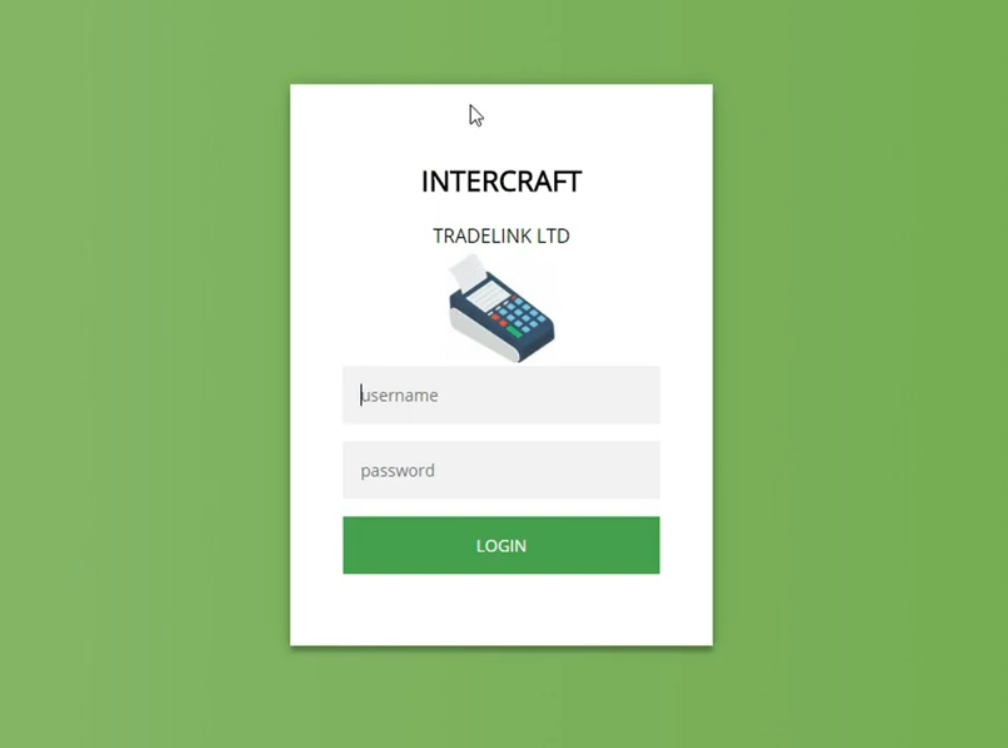 INTERCRAFT
TRADELINK LTD
username
password
LOGIN